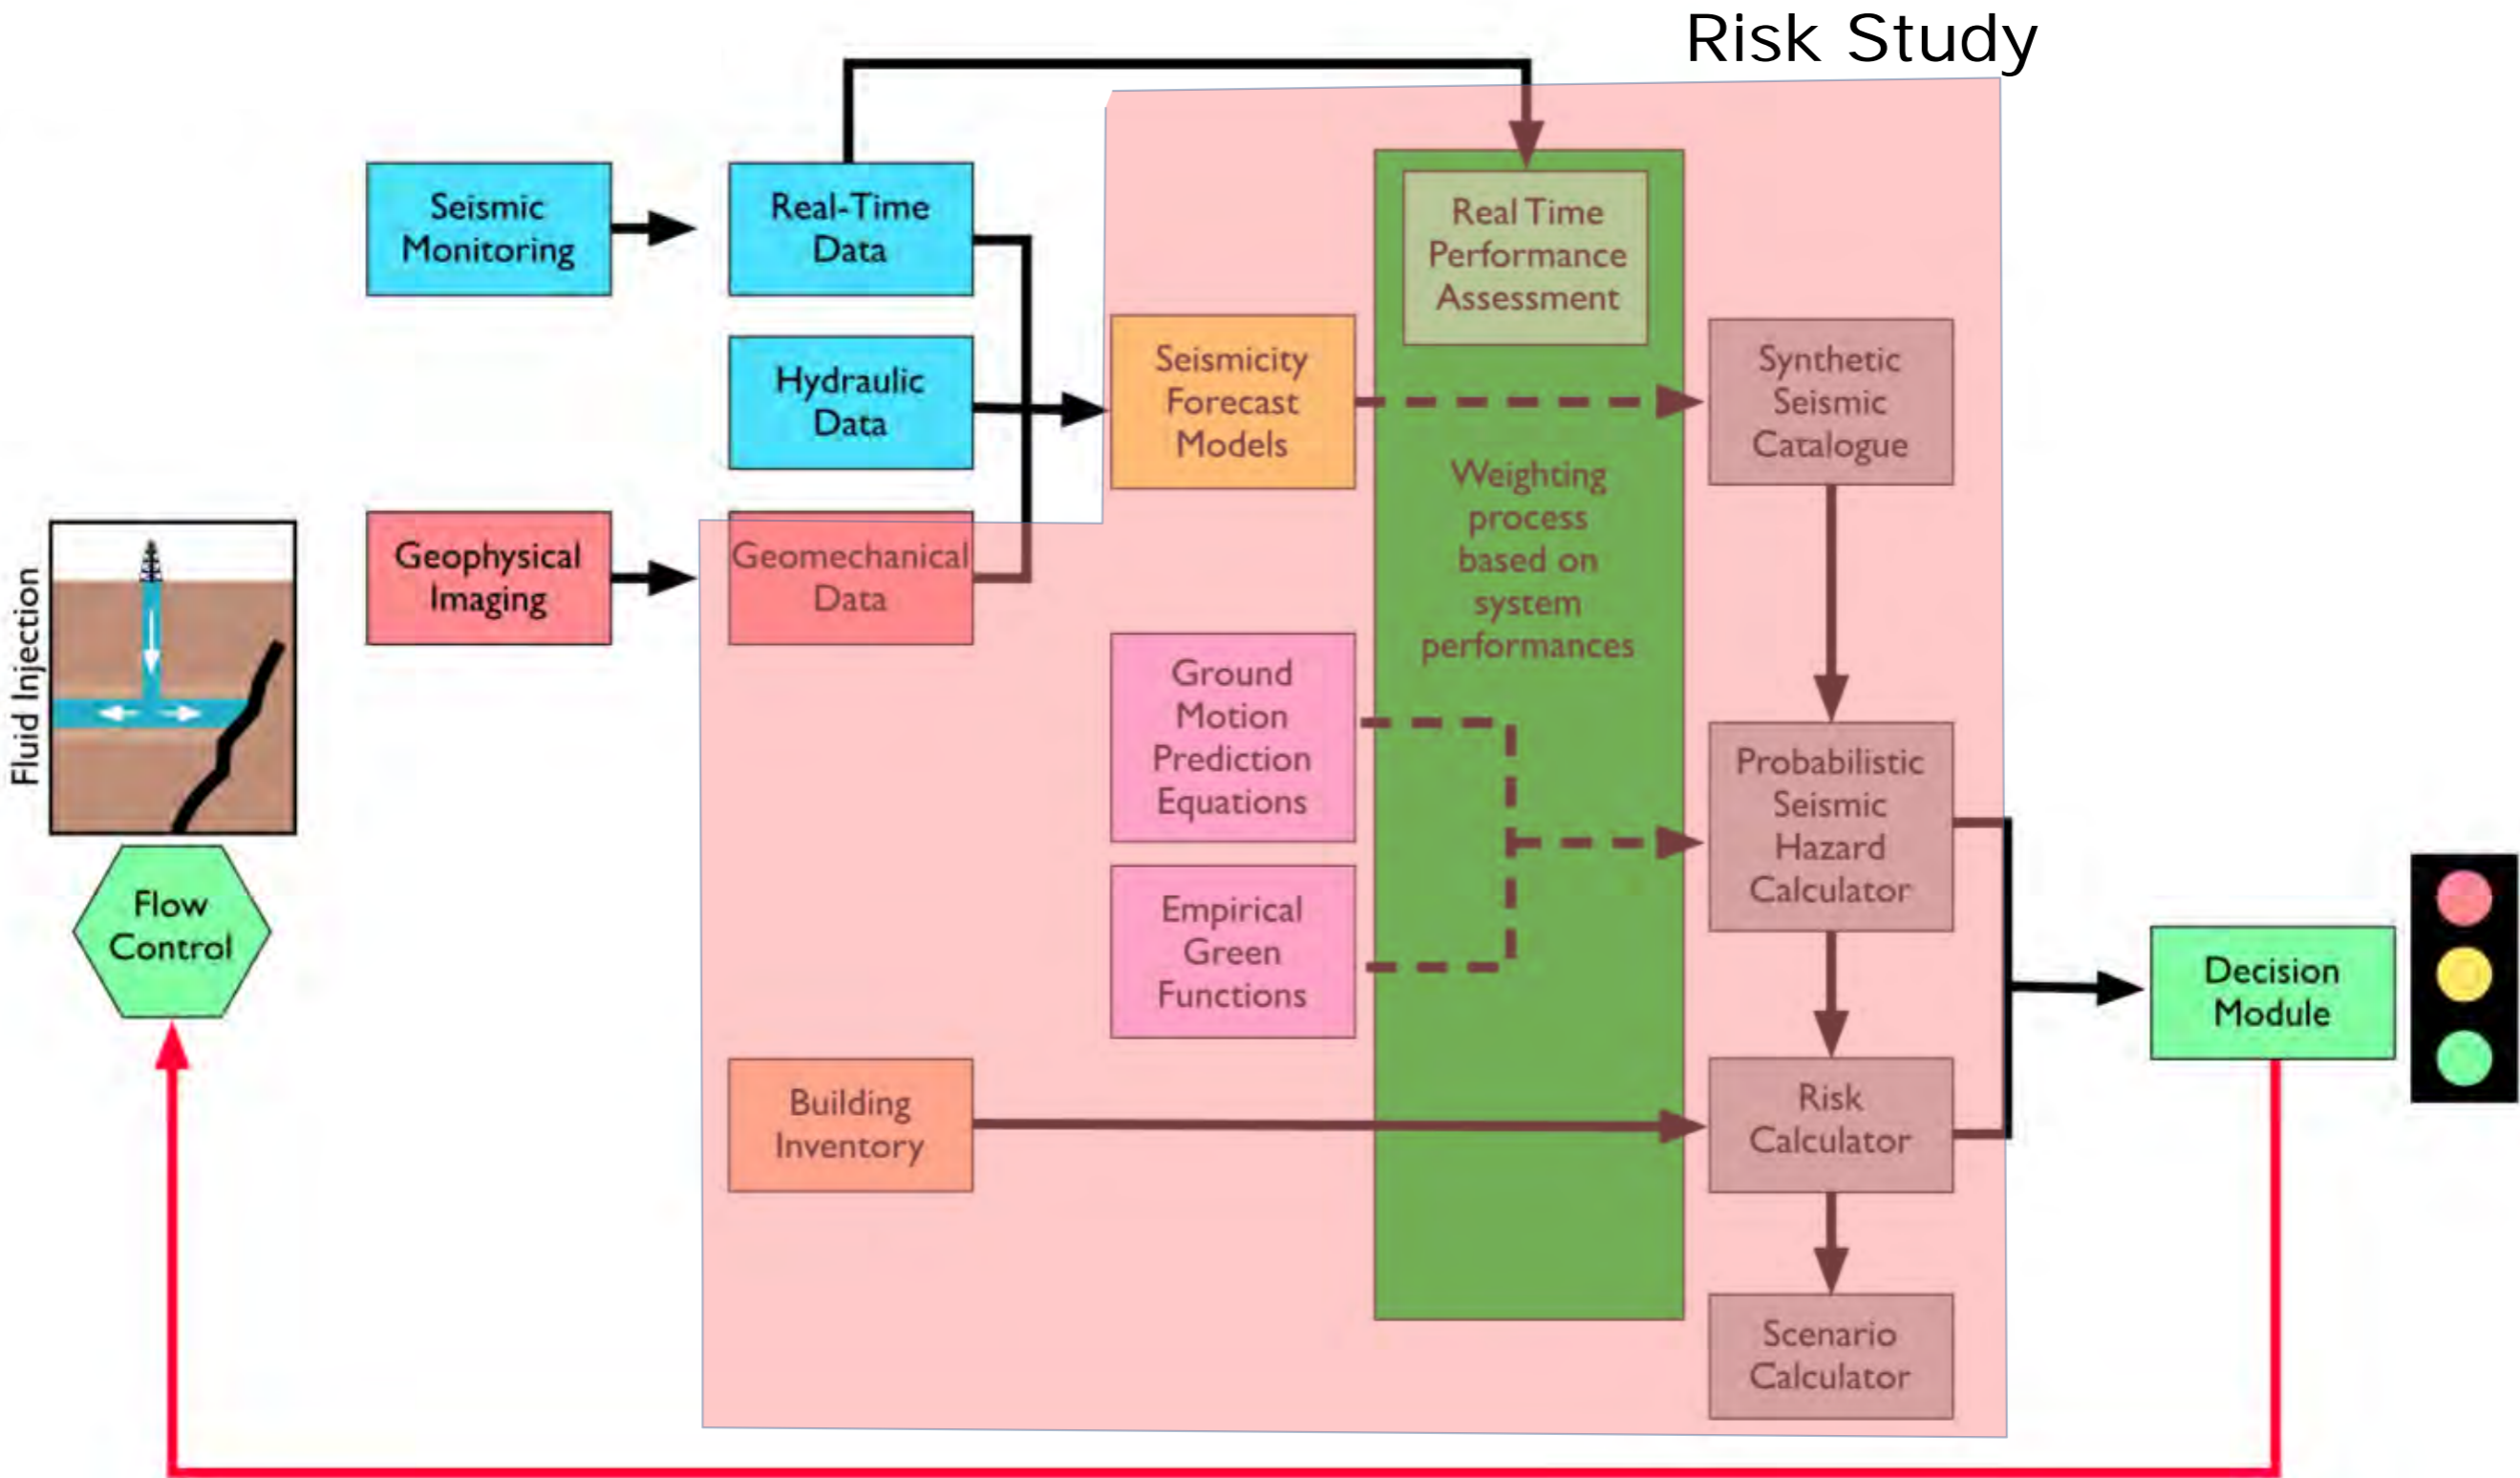 Risk Study
Seismic
Monitoring
Real-Time
Data
Real Time
Performance
Assessment
Hydraulic
Data
Seismicity
Forecast
Models
Synthetic
Seismic
Catalogue
Weighting
process
based on
system
performances
Geophysical
Imaging
Geomechanical
Data
Fluid Injection
Ground
Motion
Prediction
Equations
Probabilistic
Seismic
Hazard
Calculator
Flow
Control
Empirical
Green
Functions
Decision
Module
Building
Inventory
Risk
Calculator
Scenario
Calculator